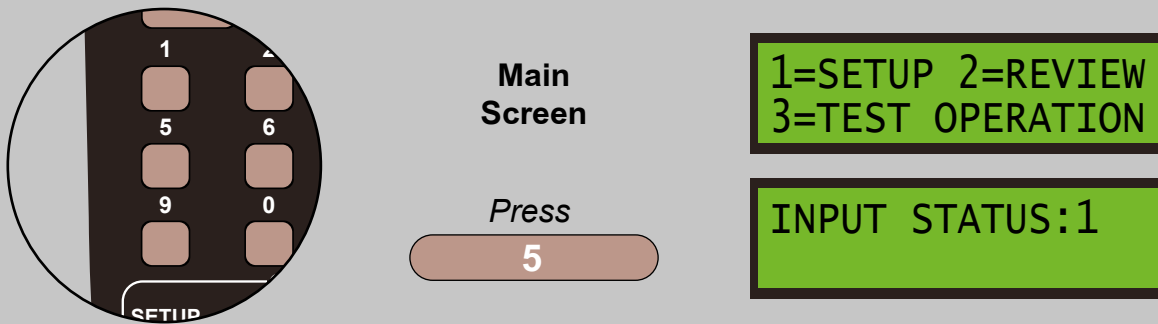 1
5
6
9
0
SETUP
Main
Screen
1=SETUP 2=REVIEW
3=TEST OPERATION
Press
5
INPUT STATUS:1